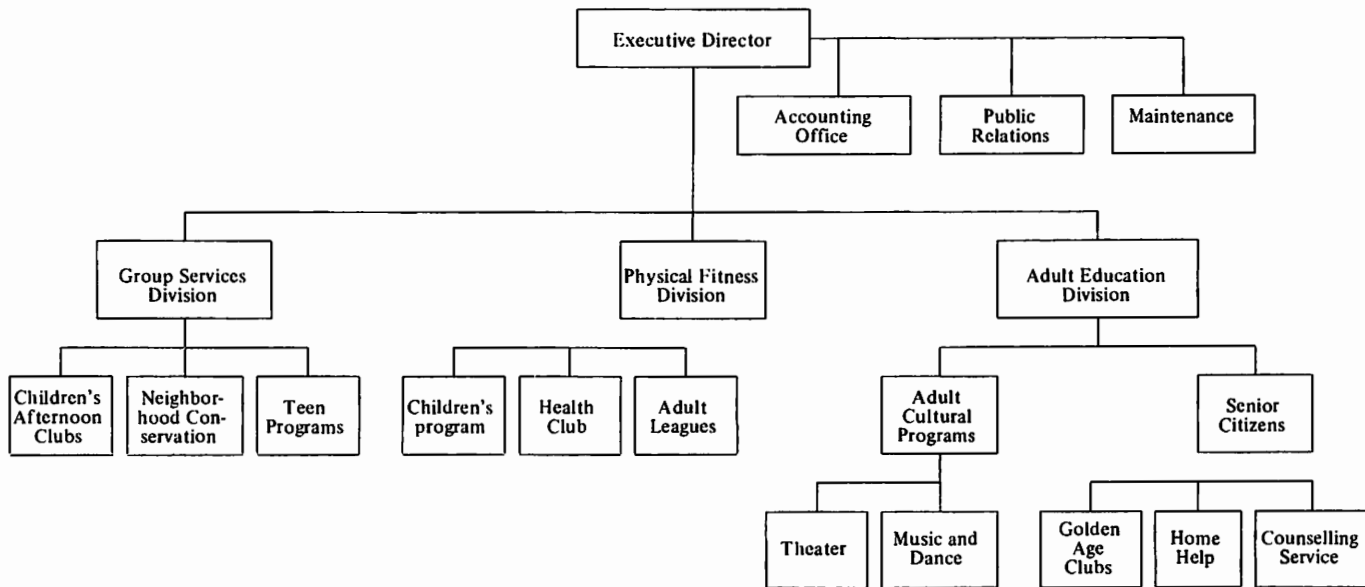 Executive Director
Accounting
Office
Public
Relations
Maintenance
Group Services
Division
Physical Fitness
Division
Adult Education
Division
Children's
Afternoon
Clubs
Neighbor-
hood Con-
servation
Teen
Programs
Children's
program
Health
Club
Adult
Leagues
Adult
Cultural
Programs
Senior
Citizens
Theater
Music and
Dance
Golden
Age
Clubs
Home
Help
Counselling
Service